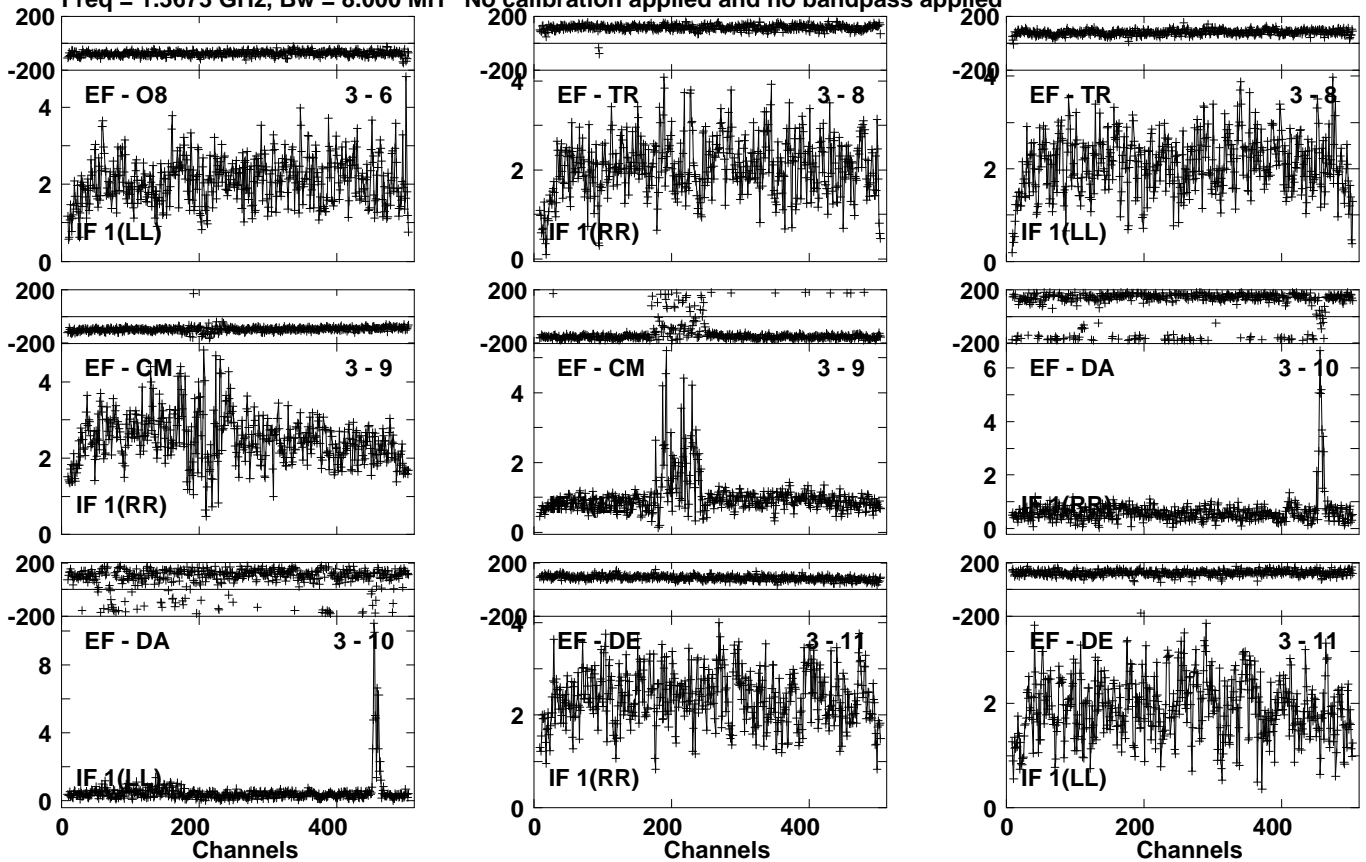 Freq = 1.3673 GHz, Bw = 8.000 MH No calibration applied and no bandpass applied
200
-200
EF - O8 3 - 6
4
2
0
IF 1(LL)
200
-200
EF - TR 3 - 8
4
2
0
IF 1(RR)
200
-200
4
EF - TR 3 - 8
2
0
IF 1(LL)
200
-200
EF - CM 3 - 9
4
2
0
IF 1(RR)
200
-200
EF - CM 3 - 9
4
2
0
200
-200
EF - DA 3 - 10
6
4
2
0
IF 1(RR)
200
-200
EF - DA 3 - 10
8
4
0
IF 1(LL)
0 200 400
Channels
200
-200
4
EF - DE 3 - 11
2
0
IF 1(RR)
0 200 400
Channels
200
-200
EF - DE 3 - 11
2
0
IF 1(LL)
0 200 400
Channels